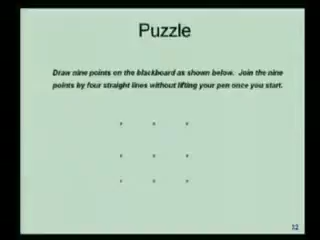 Puzzle
Draw nine points on the blackboard as shown below. Join the nine
points by four straight lines without lifting your pen once you start.
12